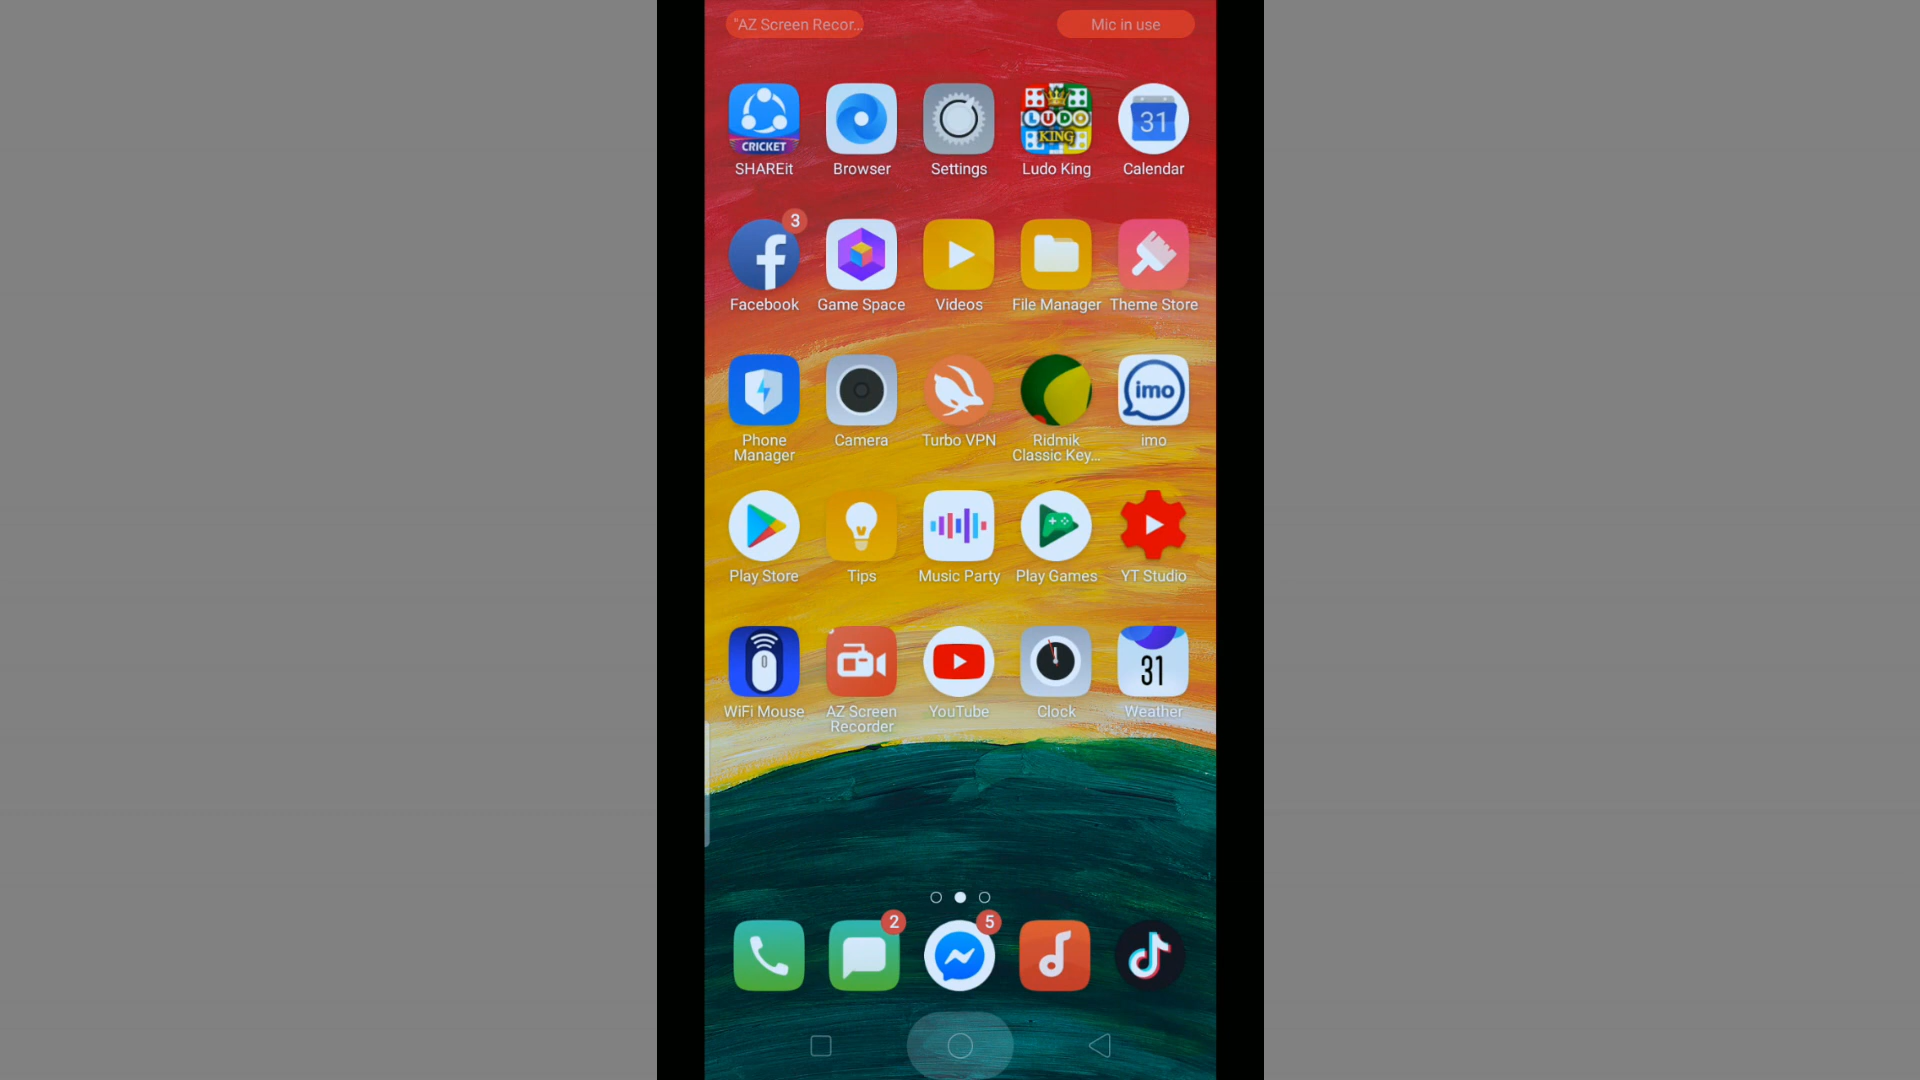 "AZ Screen Recor...
Mic in use
CRICKET
LUDO
KING
31
SHAREit
Browser
Settings
Ludo King
Calendar
3
Facebook
Game Space
Videos
File Manager
Theme Store
imo
Phone
Manager
Camera
Turbo VPN
Ridmik
Classic Key...
imo
Play Store
Tips
Music Party
Play Games
YT Studio
31
WiFi Mouse
AZ Screen
Recorder
YouTube
Clock
Weather
2
5